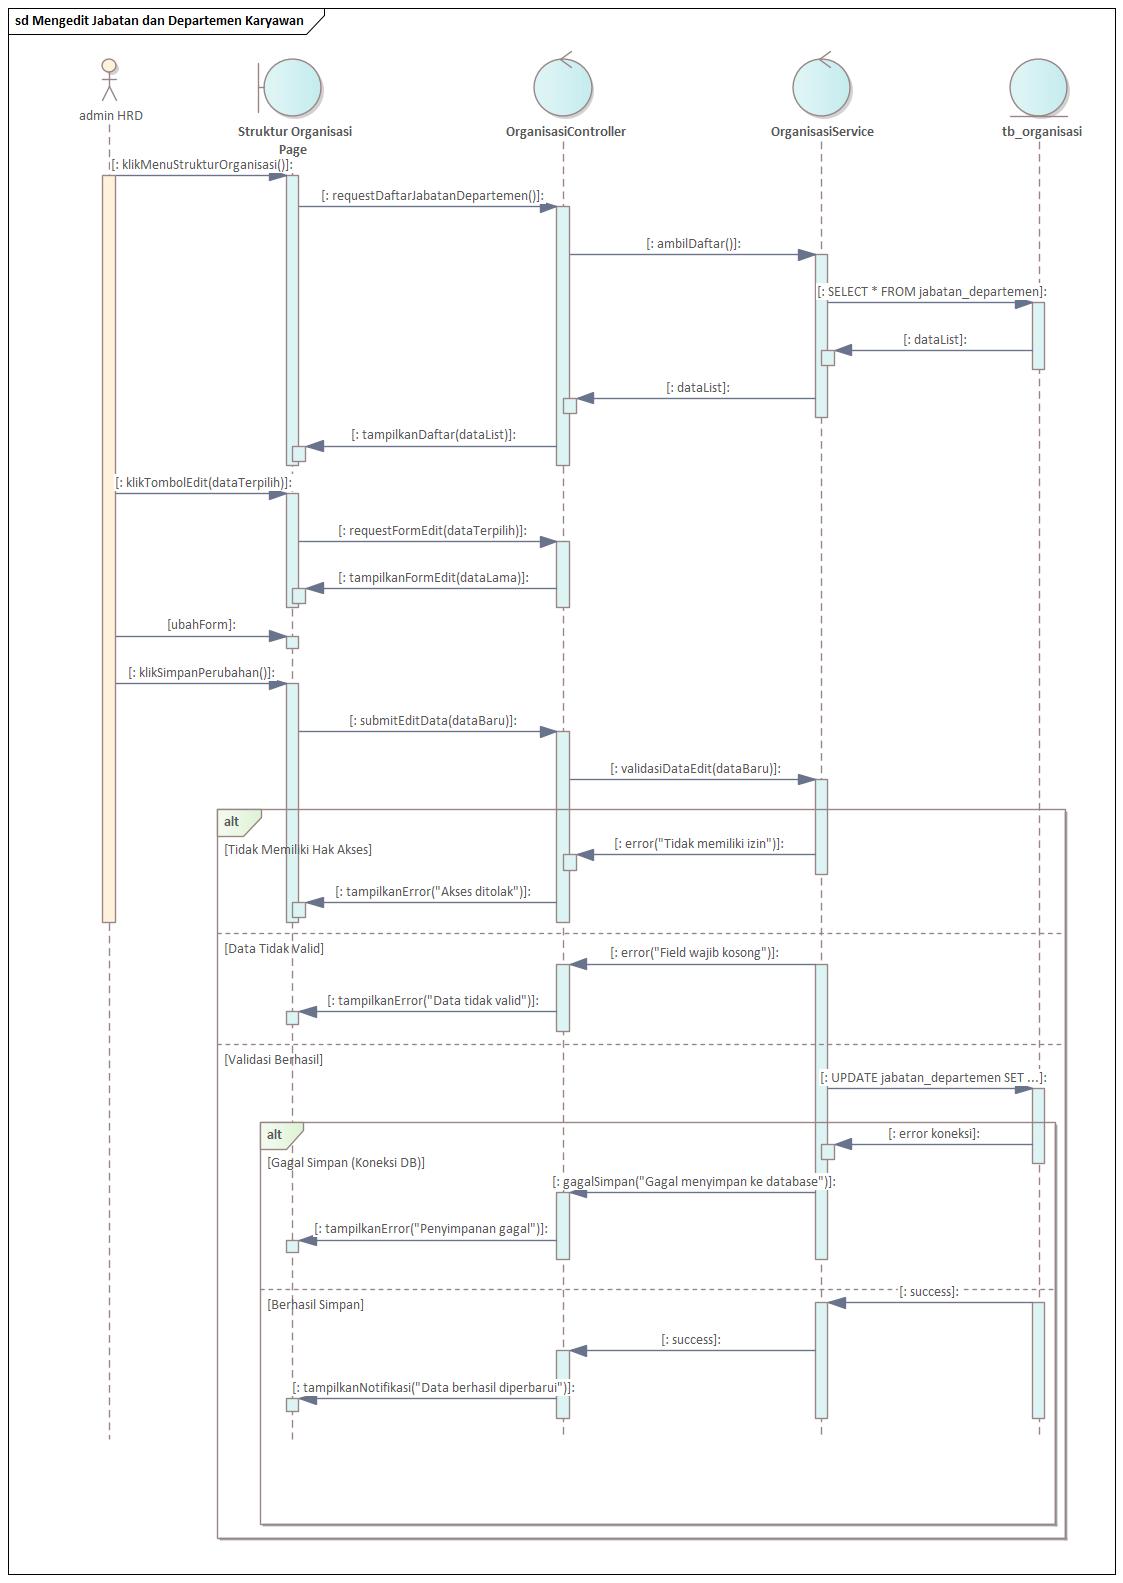 sd Mengedit Jabatan dan Departemen Karyawan
admin HRD
Struktur Organisasi
Page
OrganisasiController
OrganisasiService
tb_organisasi
[: klikMenuStrukturOrganisasi()]:
[: requestDaftarJabatanDepartemen()]:
[: ambilDaftar()]:
[: SELECT * FROM jabatan_departemen]:
[: dataList]:
[: dataList]:
[: tampilkanDaftar(dataList)]:
[: klikTombolEdit(dataTerpilih)]:
[: requestFormEdit(dataTerpilih)]:
[: tampilkanFormEdit(dataLama)]:
[ubahForm]:
[: klikSimpanPerubahan()]:
[: submitEditData(dataBaru)]:
[: validasiDataEdit(dataBaru)]:
alt
[Tidak Memiliki Hak Akses]
[: error("Tidak memiliki izin")]:
[: tampilkanError("Akses ditolak")]:
[Data Tidak Valid]
[: error("Field wajib kosong")]:
[: tampilkanError("Data tidak valid")]:
[Validasi Berhasil]
[: UPDATE jabatan_departemen SET ...]:
alt
[: error koneksi]:
[Gagal Simpan (Koneksi DB)]
[: gagalSimpan("Gagal menyimpan ke database")]:
[: tampilkanError("Penyimpanan gagal")]:
[: success]:
[Berhasil Simpan]
[: success]:
[: tampilkanNotifikasi("Data berhasil diperbarui")]: